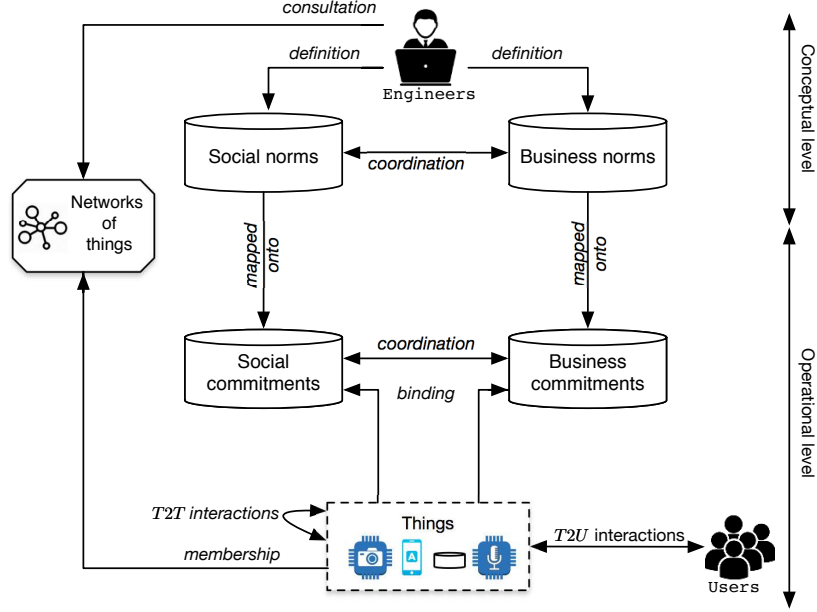 consultation
definition
definition
Engineers
Conceptual level
Social norms
coordination
Business norms
Networks
of
things
mapped
onto
mapped
onto
Social
commitments
coordination
Business
commitments
binding
Operational level
T2T interactions
Things
A
T2U interactions
membership
Users